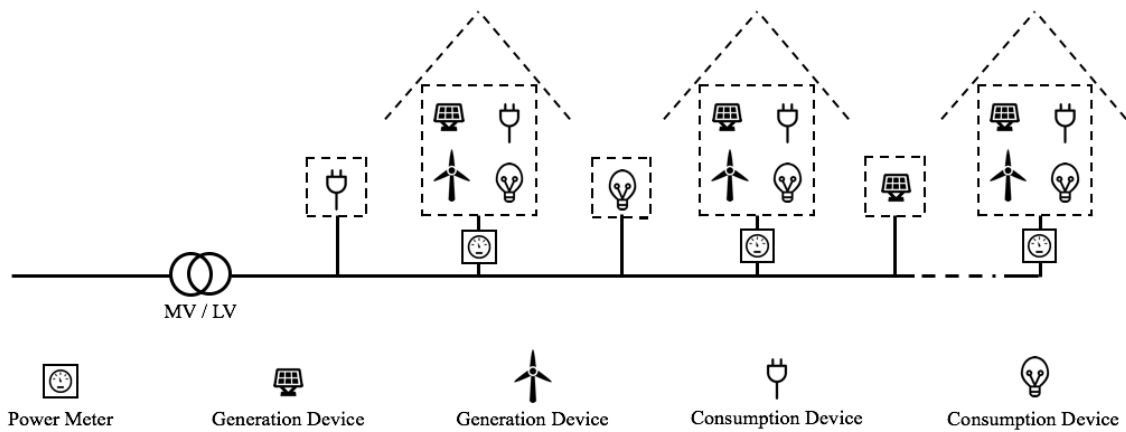 MV / LV
Power Meter
Generation Device
Generation Device
Consumption Device
Consumption Device